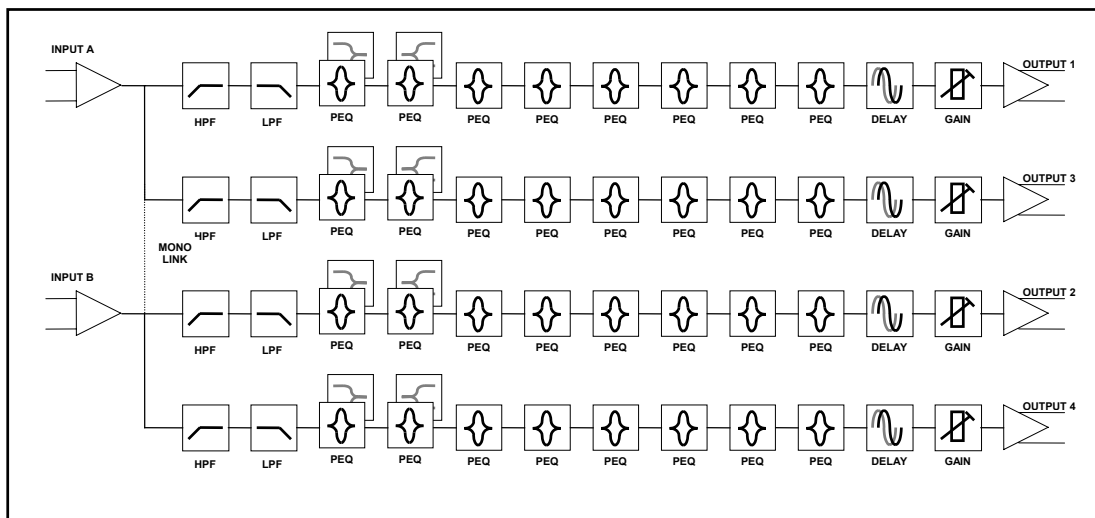 INPUT A
OUTPUT 1
HPF LPF PEQ PEQ PEQ PEQ PEQ PEQ PEQ PEQ DELAY GAIN
OUTPUT 3
HPF LPF PEQ PEQ PEQ PEQ PEQ PEQ PEQ PEQ DELAY GAIN
MONO
LINK
INPUT B
OUTPUT 2
HPF LPF PEQ PEQ PEQ PEQ PEQ PEQ PEQ PEQ DELAY GAIN
OUTPUT 4
HPF LPF PEQ PEQ PEQ PEQ PEQ PEQ PEQ PEQ DELAY GAIN